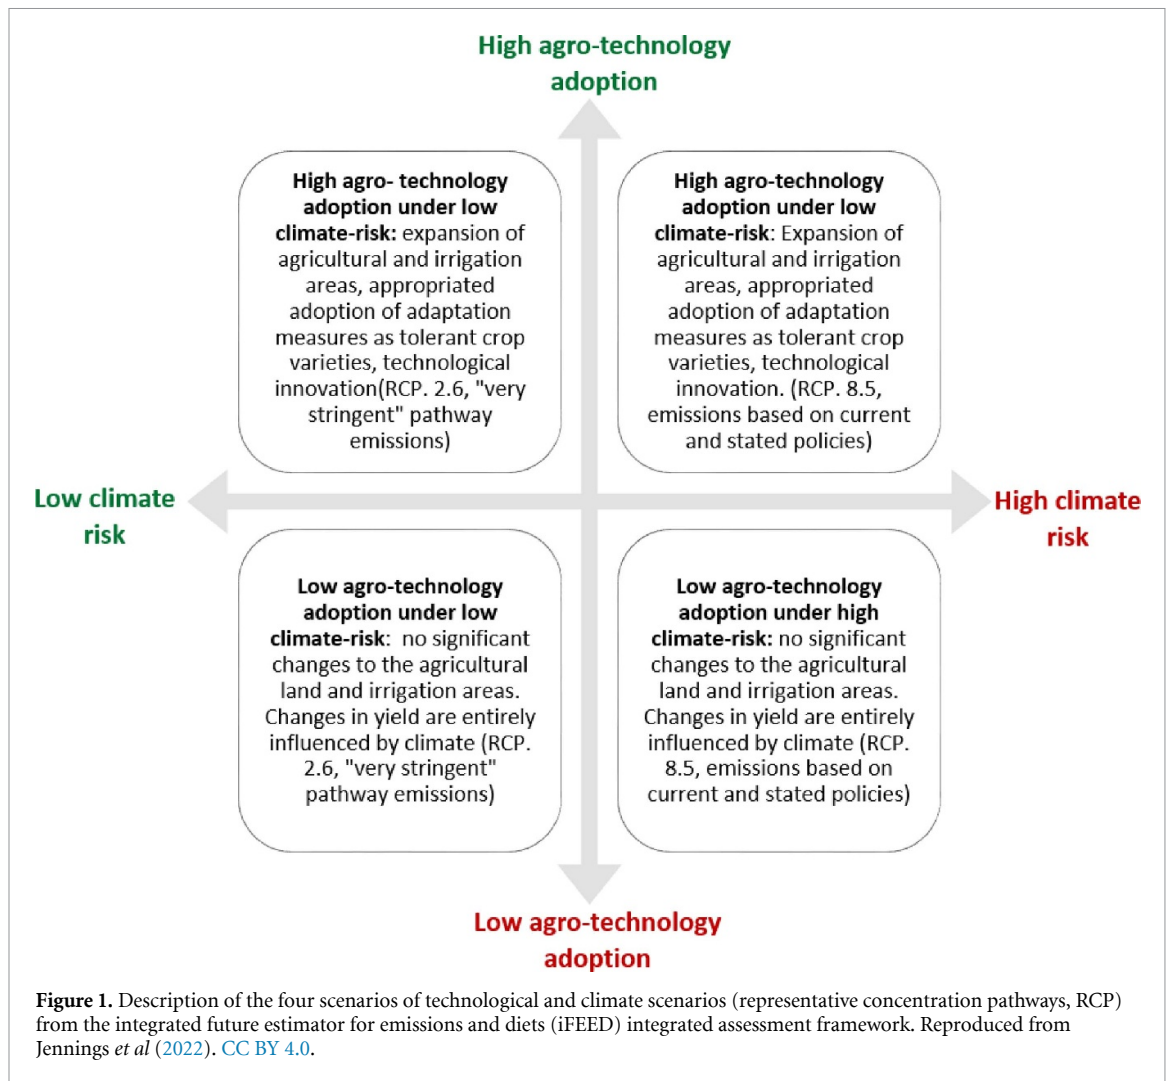 High agro-technology
adoption
High agro- technology
adoption under low
climate-risk: expansion of
agricultural and irrigation
areas, appropriated
adoption of adaptation
measures as tolerant crop
varieties, technological
innovation(RCP. 2.6, "very
stringent" pathway
emissions)
High agro-technology
adoption under low
climate-risk: Expansion of
agricultural and irrigation
areas, appropriated
adoption of adaptation
measures as tolerant crop
varieties, technological
innovation. (RCP. 8.5,
emissions based on current
and stated policies)
Low climate
risk
High climate
risk
Low agro-technology
adoption under low
climate-risk:  no significant
changes to the agricultural
land and irrigation areas.
Changes in yield are entirely
influenced by climate (RCP.
2.6, "very stringent"
pathway emissions)
Low agro-technology
adoption under high
climate-risk: no significant
changes to the agricultural
land and irrigation areas.
Changes in yield are entirely
influenced by climate (RCP.
8.5, emissions based on
current and stated policies)
Low agro-technology
adoption
Figure 1. Description of the four scenarios of technological and climate scenarios (representative concentration pathways, RCP)
from the integrated future estimator for emissions and diets (iFEED) integrated assessment framework. Reproduced from
Jennings et al (2022). CC BY 4.0.